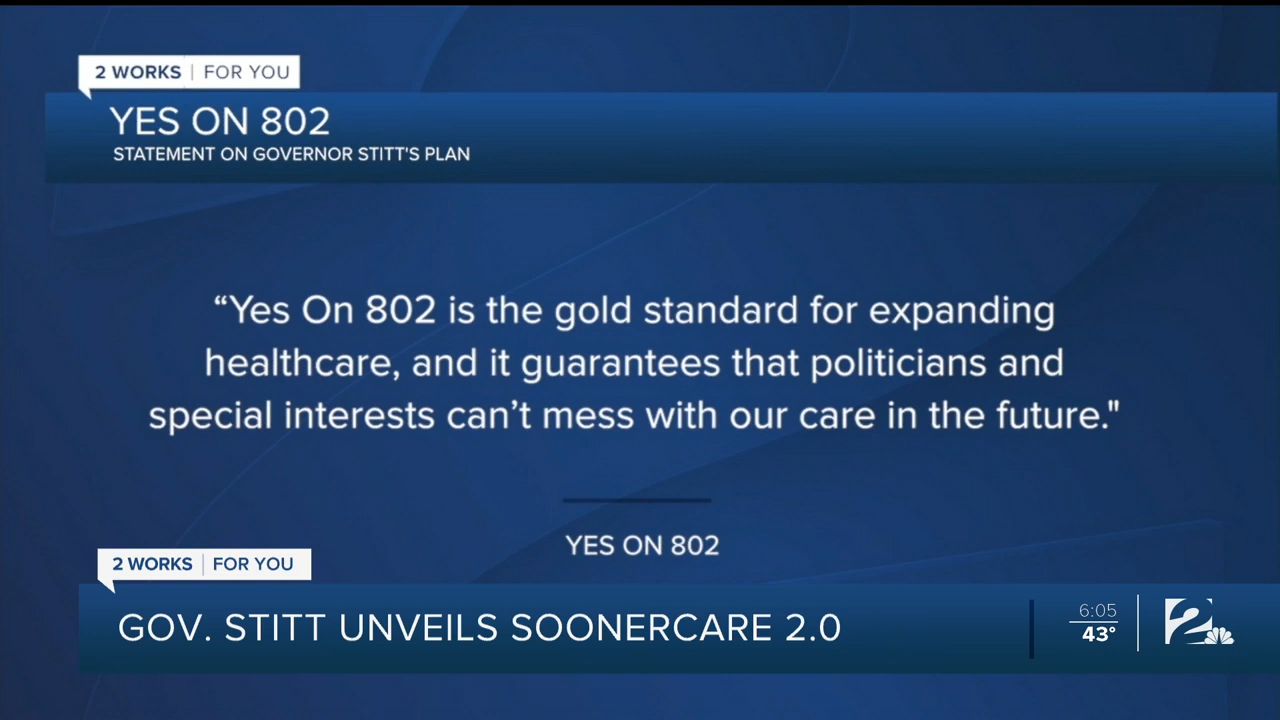 2 WORKS | FOR YOU
YES ON 802
STATEMENT ON GOVERNOR STITT'S PLAN
“Yes On 802 is the gold standard for expanding
healthcare, and it guarantees that politicians and
special interests can’t mess with our care in the future."
YES ON 802
2 WORKS | FOR YOU
GOV. STITT UNVEILS SOONERCARE 2.0
6:05
43°
2